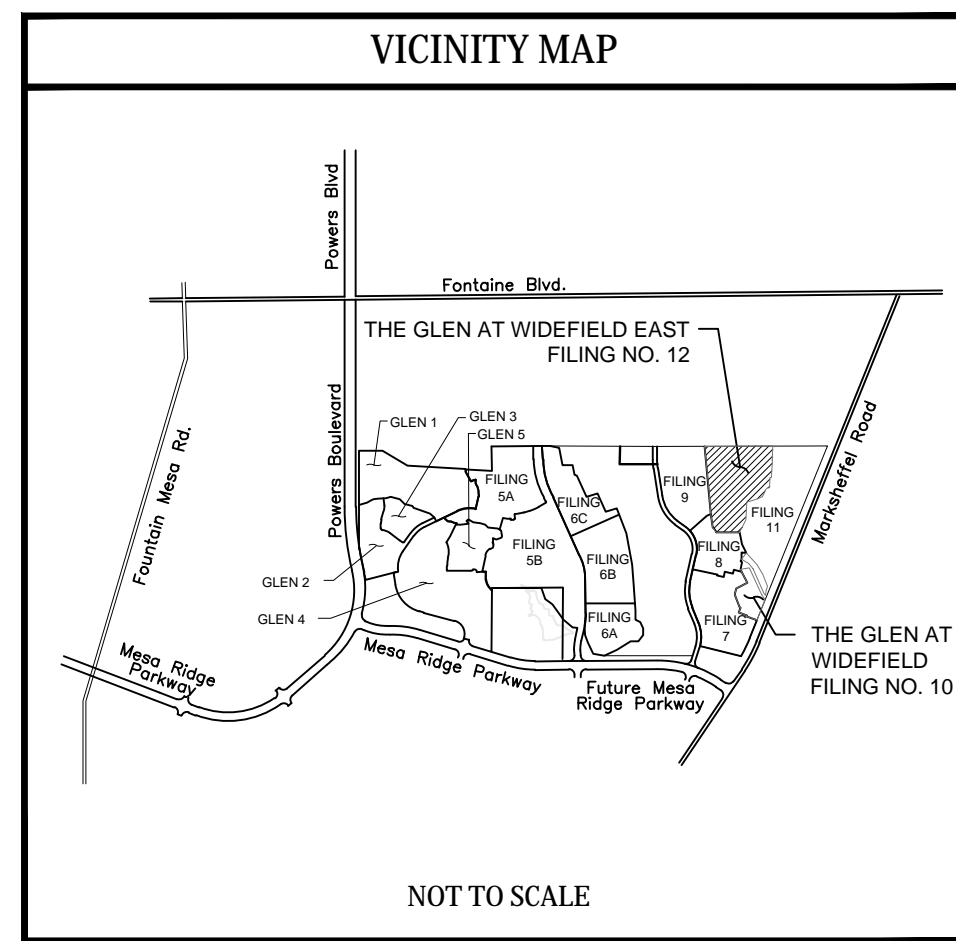 VICINITY MAP
Powers Blvd
Fontaine Blvd.
THE GLEN AT WIDEFIELD EAST
FILING NO. 12
Powers Boulevard
Fountain Mesa Rd.
Marksheffel Road
GLEN 1
GLEN 3
GLEN 5
FILING
5A
FILING
6C
FILING
9
FILING
11
FILING
5B
FILING
6B
FILING
8
GLEN 2
GLEN 4
FILING
6A
FILING
7
THE GLEN AT
WIDEFIELD
FILING NO. 10
Mesa Ridge
Parkway
Mesa Ridge Parkway
Future Mesa
Ridge Parkway
NOT TO SCALE